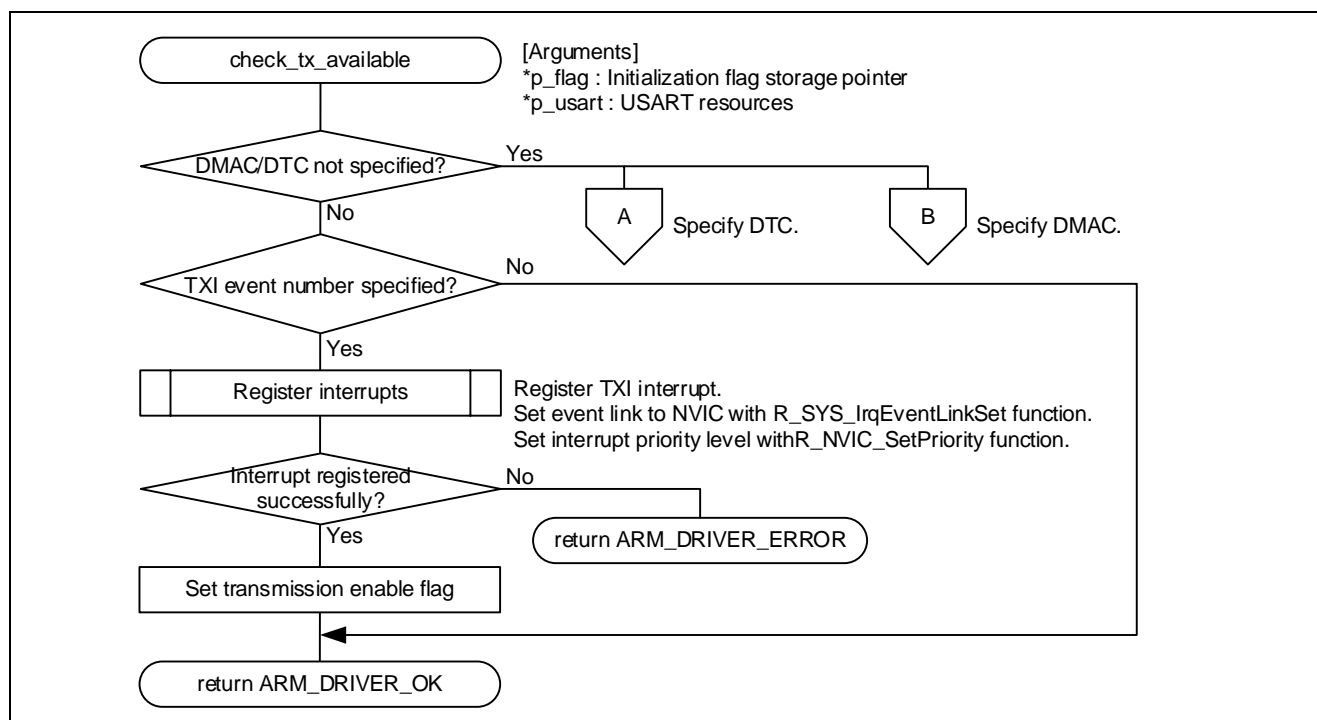 check_tx_available
[Arguments]
*p_flag : Initialization flag storage pointer
*p_usart : USART resources
DMAC/DTC not specified?
Yes
No
A
Specify DTC.
B
Specify DMAC.
TXI event number specified?
No
Yes
Register interrupts
Register TXI interrupt.
Set event link to NVIC with R_SYS_IrqEventLinkSet function.
Set interrupt priority level withR_NVIC_SetPriority function.
Interrupt registered
successfully?
No
Yes
return ARM_DRIVER_ERROR
Set transmission enable flag
return ARM_DRIVER_OK